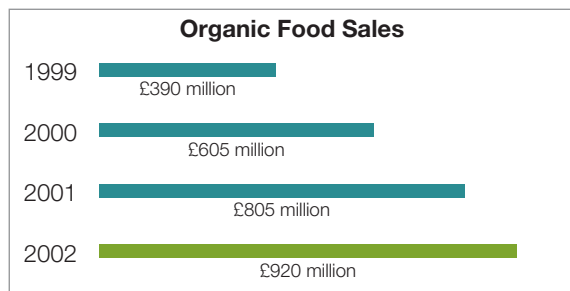 Organic Food Sales
1999
£390 million
2000
£605 million
2001
£805 million
2002
£920 million